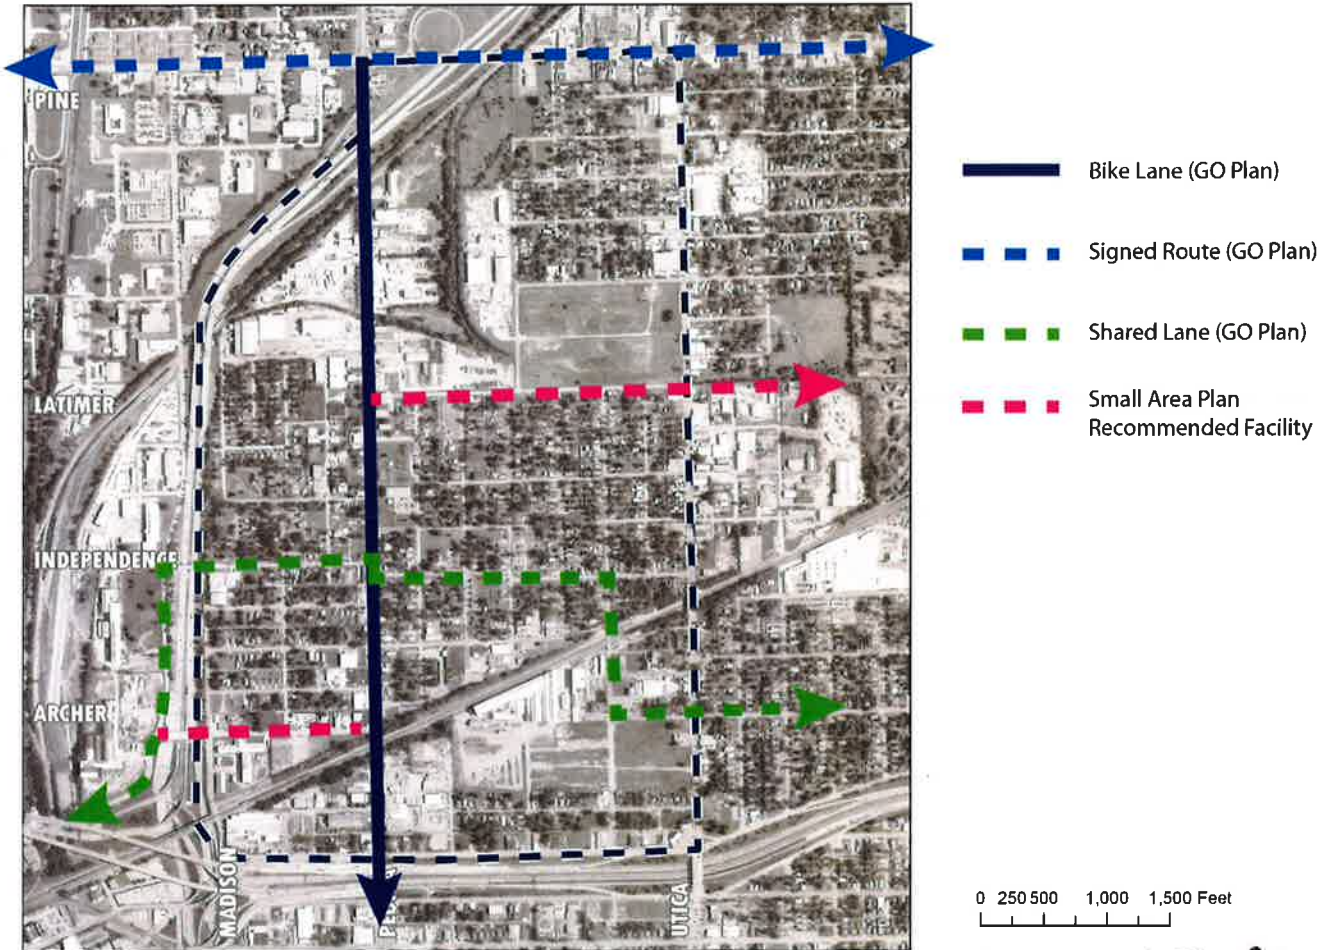 PINE
LATIMER
INDEPENDENCE
ARCHER
MADISON
UTICA
Bike Lane (GO Plan)
Signed Route (GO Plan)
Shared Lane (GO Plan)
Small Area Plan
Recommended Facility
0 250 500 1,000 1,500 Feet